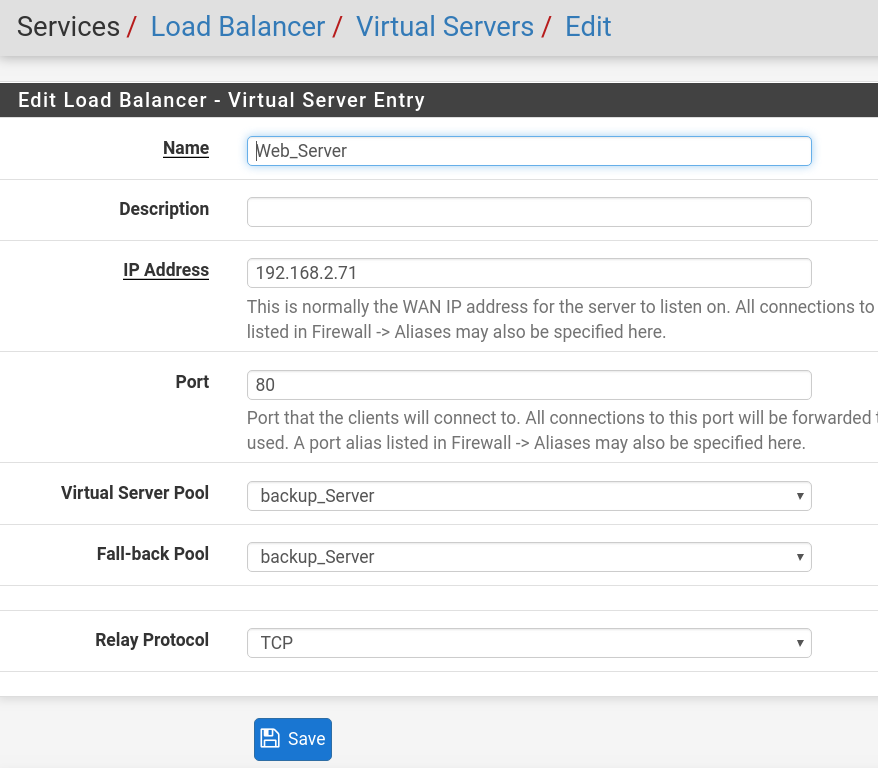 Services / Load Balancer / Virtual Servers / Edit
Edit Load Balancer - Virtual Server Entry
Name Web_Server
Description
IP Address 192.168.2.71
This is normally the WAN IP address for the server to listen on. All connections to
listed in Firewall -> Aliases may also be specified here.
Port 80
Port that the clients will connect to. All connections to this port will be forwarded
used. A port alias listed in Firewall -> Aliases may also be specified here.
Virtual Server Pool backup_Server
Fall-back Pool backup_Server
Relay Protocol TCP
Save